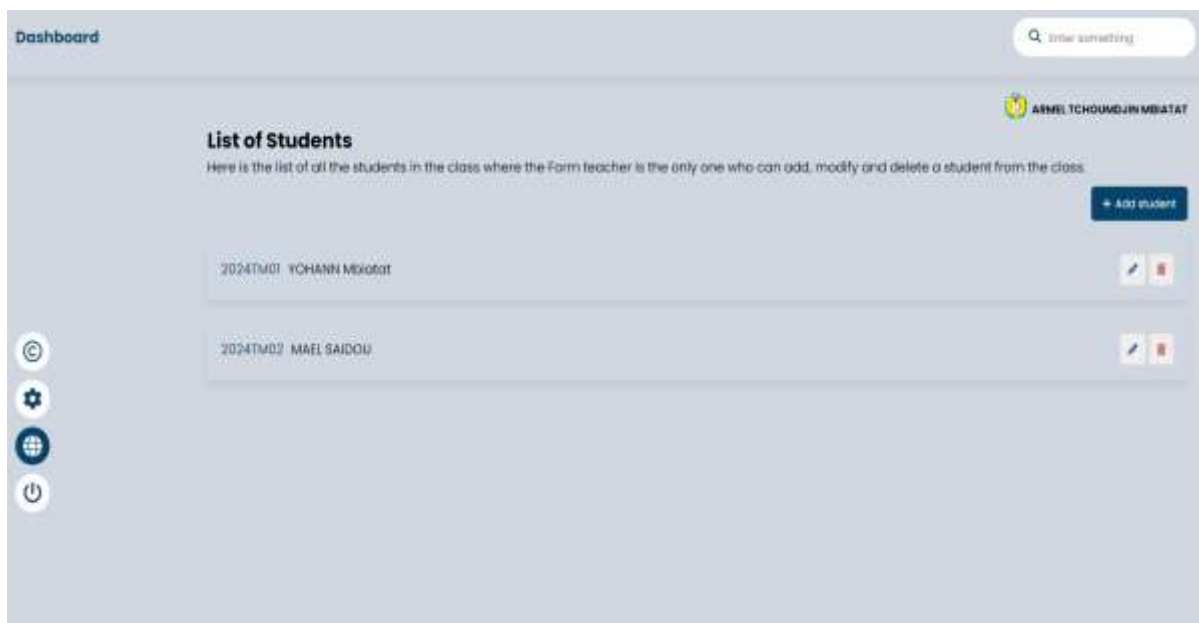 Dashboard
Enter something
ARMEL TCHOUMDJIN MBIATAT
List of Students
Here is the list of all the students in the class where the Form teacher is the only one who can add, modify and delete a student from the class.
+ Add student
2024TM01 YOHANN Mbiatat
2024TM02 MAEL SAIDOU